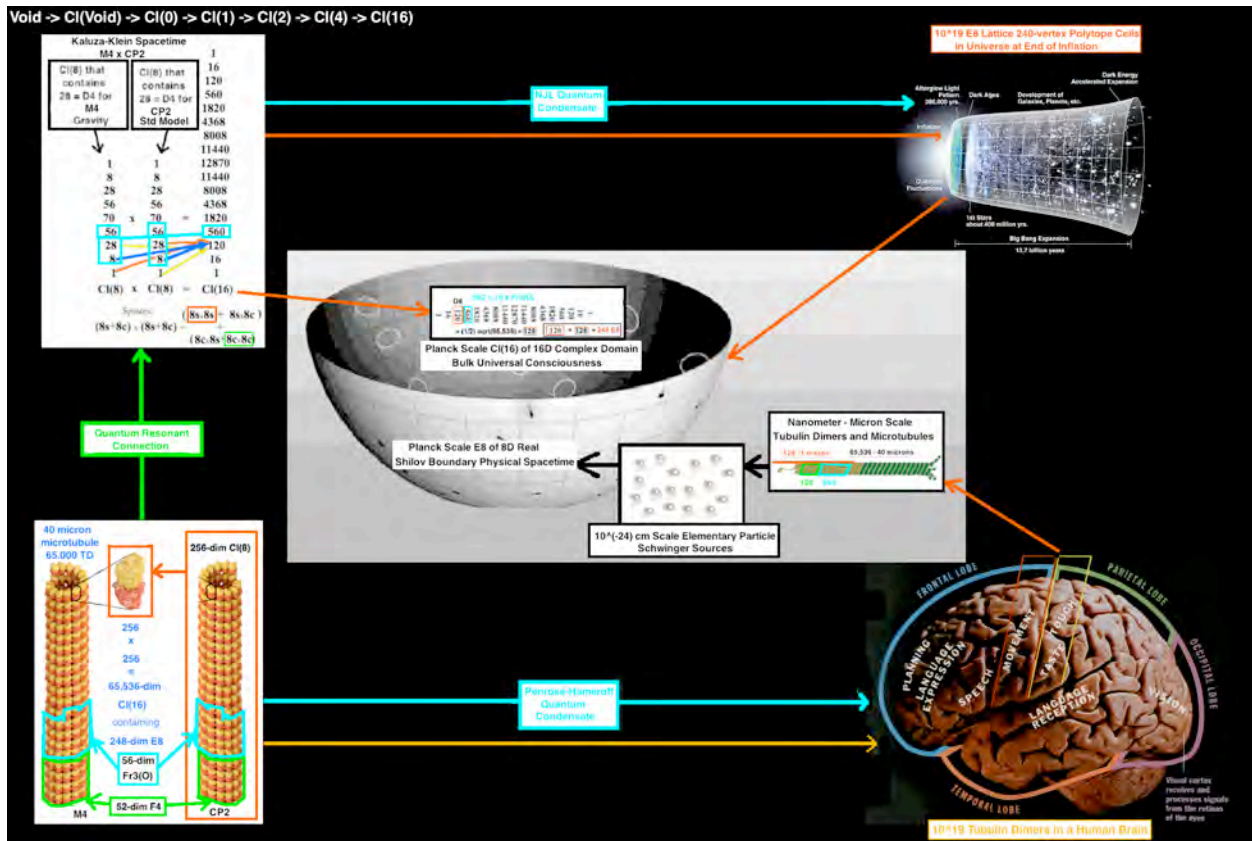 Void -> Cl(Void) -> Cl(0) -> Cl(1) -> Cl(2) -> Cl(4) -> Cl(16)
Kaluza-Klein Spacetime
M4 x CP2
Cl(8) that
contains
28 = D4 for
M4
Gravity
Cl(8) that
contains
28 = D4 for
CP2
Std Model
1
16
120
560
1820
4368
8008
11440
1 1 12870
8 8 11440
28 28 8008
56 56 4368
70 x 70 = 1820
56 56 560
28 28 120
8 8 16
1 1 1
Cl(8) x Cl(8) = Cl(16)
Spinors:
(8s+8c) x (8s+8c) =
(8s.8s + 8s.8c)
+
(8c.8s+8c.8c)
NJL Quantum
Condensate
10^19 E8 Lattice 240-vertex Polytope Cells
in Universe at End of Inflation
Dark Energy
Accelerated Expansion
Afterglow Light
Pattern
380,000 yrs.
Dark Ages
Development of
Galaxies, Planets, etc.
Inflation
Quantum
Fluctuations
1st Stars
about 400 million yrs.
Big Bang Expansion
13.7 billion years
D8
Planck Scale Cl(16) of 16D Complex Domain
Bulk Universal Consciousness
Planck Scale E8 of 8D Real
Shilov Boundary Physical Spacetime
Nanometer - Micron Scale
Tubulin Dimers and Microtubules
65,536 - 40 microns
10^(-24) cm Scale Elementary Particle
Schwinger Sources
Quantum Resonant
Connection
40 micron
microtubule
65.000 TD
256-dim Cl(8)
256
x
256
=
65,536-dim
Cl(16)
containing
248-dim E8
56-dim
Fr3(O)
52-dim F4
M4
CP2
Penrose-Hameroff
Quantum
Condensate
FRONTAL LOBE
PARIETAL LOBE
OCCIPITAL LOBE
TEMPORAL LOBE
PLANNING
LANGUAGE
EXPRESSION
SPEECH
MOVEMENT
TOUCH
TASTE
LANGUAGE
RECEPTION
VISION
Visual cortex
receives and
processes signals
from the retinas
of the eyes
10^19 Tubulin Dimers in a Human Brain